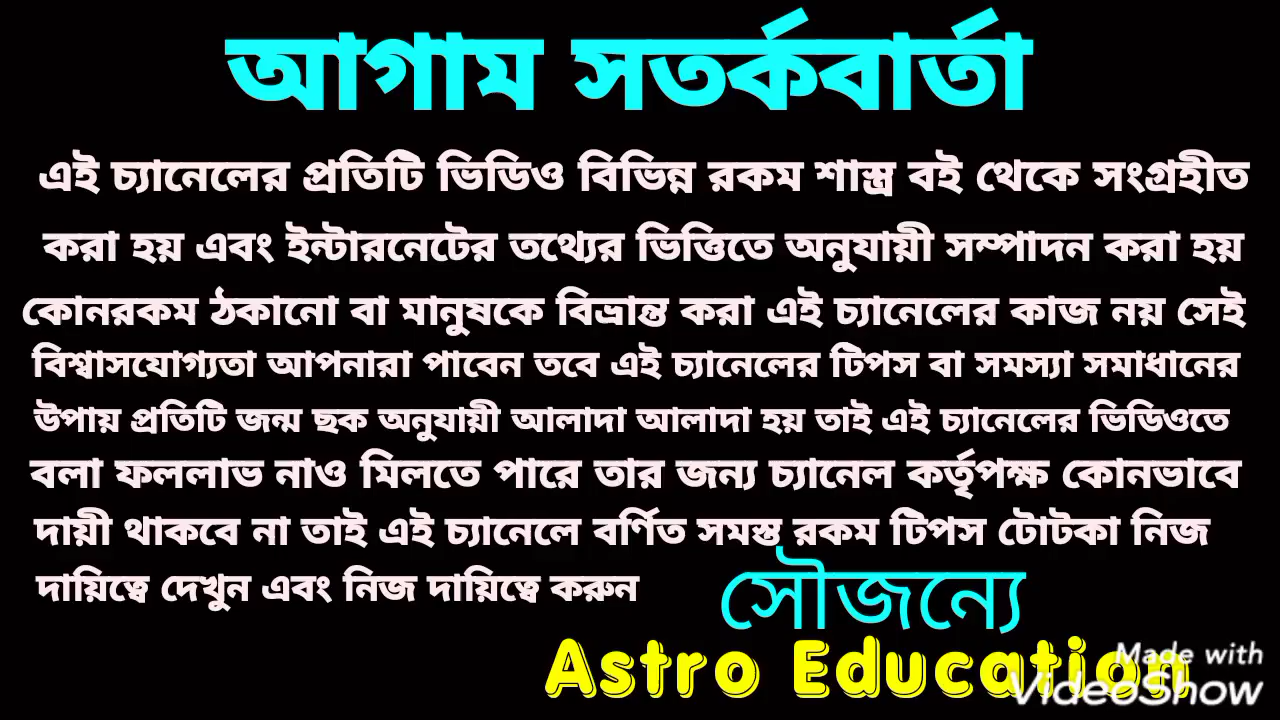 আগাম সতর্কবার্তা
এই চ্যানেলের প্রতিটি ভিডিও বিভিন্ন রকম শাস্ত্র বই থেকে সংগ্রহীত
করা হয় এবং ইন্টারনেটের তথ্যের ভিত্তিতে অনুযায়ী সম্পাদন করা হয়
কোনরকম ঠকানো বা মানুষকে বিভ্রান্ত করা এই চ্যানেলের কাজ নয় সেই
বিশ্বাসযোগ্যতা আপনারা পাবেন তবে এই চ্যানেলের টিপস বা সমস্যা সমাধানের
উপায় প্রতিটি জন্ম ছক অনুযায়ী আলাদা আলাদা হয় তাই এই চ্যানেলের ভিডিওতে
বলা ফললাভ নাও মিলতে পারে তার জন্য চ্যানেল কর্তৃপক্ষ কোনভাবে
দায়ী থাকবে না তাই এই চ্যানেলে বর্ণিত সমস্ত রকম টিপস টোটকা নিজ
দায়িত্বে দেখুন এবং নিজ দায়িত্বে করুন
সৌজন্যে
Astro Education
Made with
VideoShow